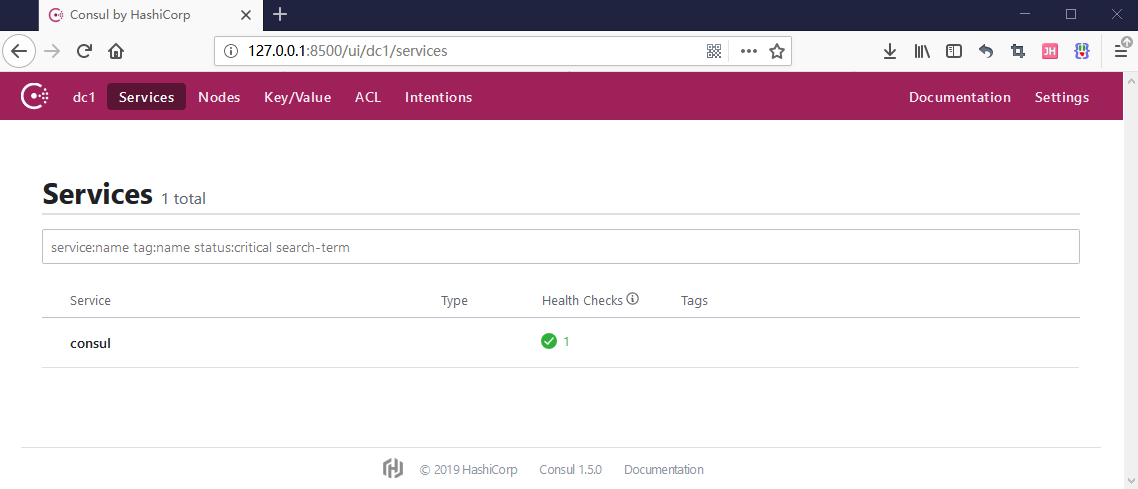 Consul by HashiCorp
127.0.0.1:8500/ui/dc1/services
JH
dc1 Services Nodes Key/Value ACL Intentions Documentation Settings
Services 1 total
service:name tag:name status:critical search-term
Service Type Health Checks Tags
consul 1
© 2019 HashiCorp Consul 1.5.0 Documentation